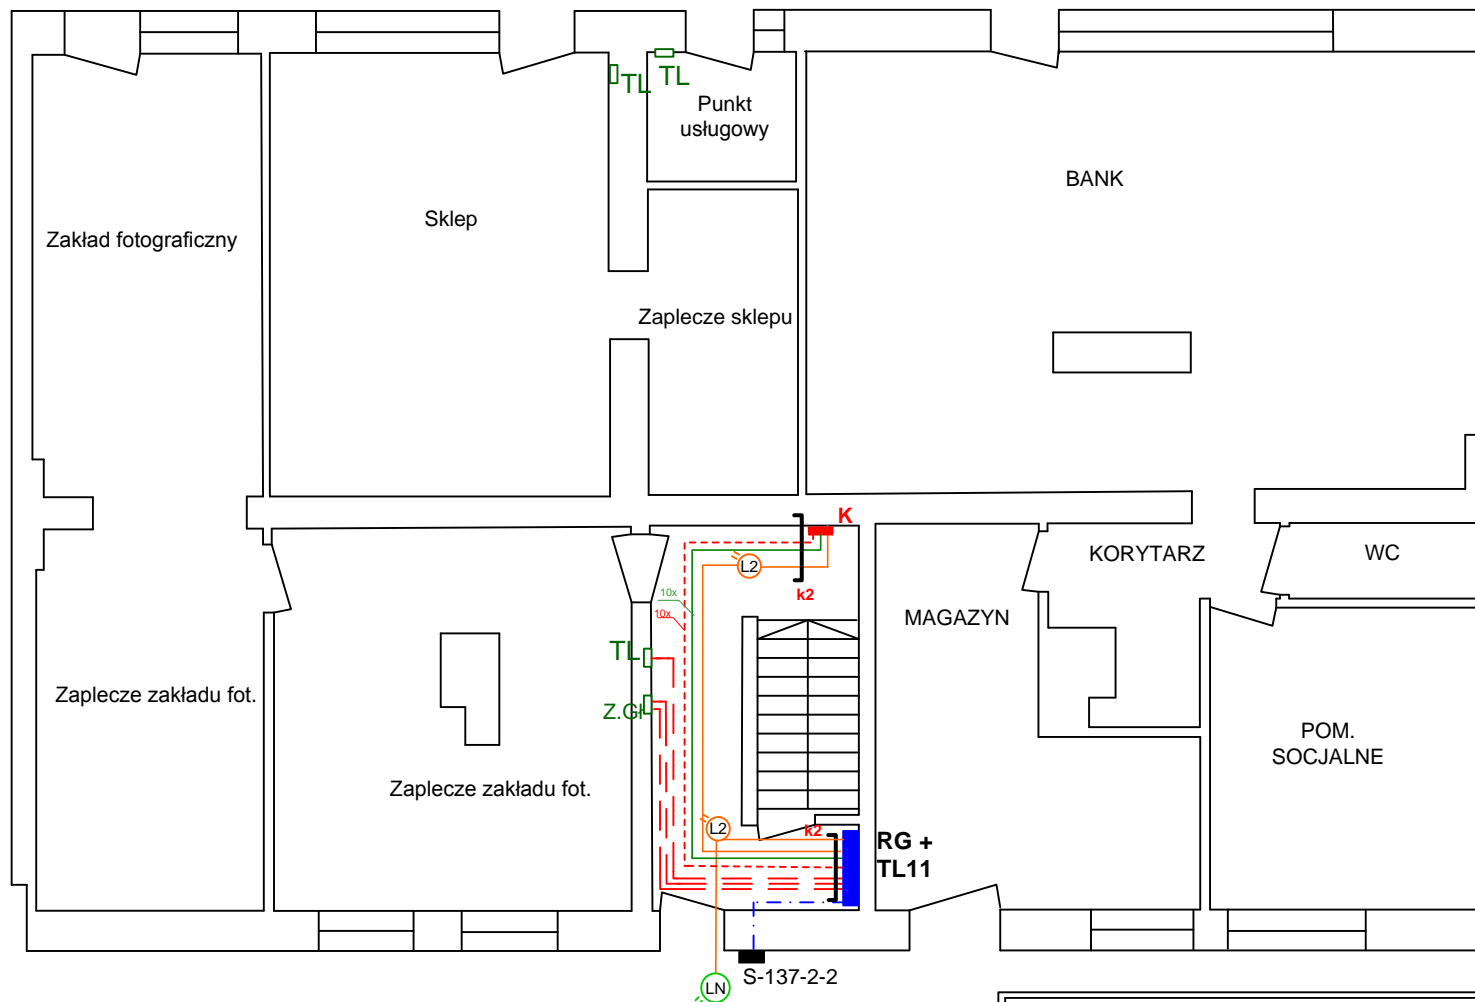 TL
TL
Punkt
usługowy
BANK
Sklep
Zakład fotograficzny
Zaplecze sklepu
K
KORYTARZ
WC
L2
k2
10x
10x
MAGAZYN
TL
Zaplecze zakładu fot.
Z.Gł
POM.
SOCJALNE
Zaplecze zakładu fot.
L2
k2
RG +
TL11
S-137-2-2
LN